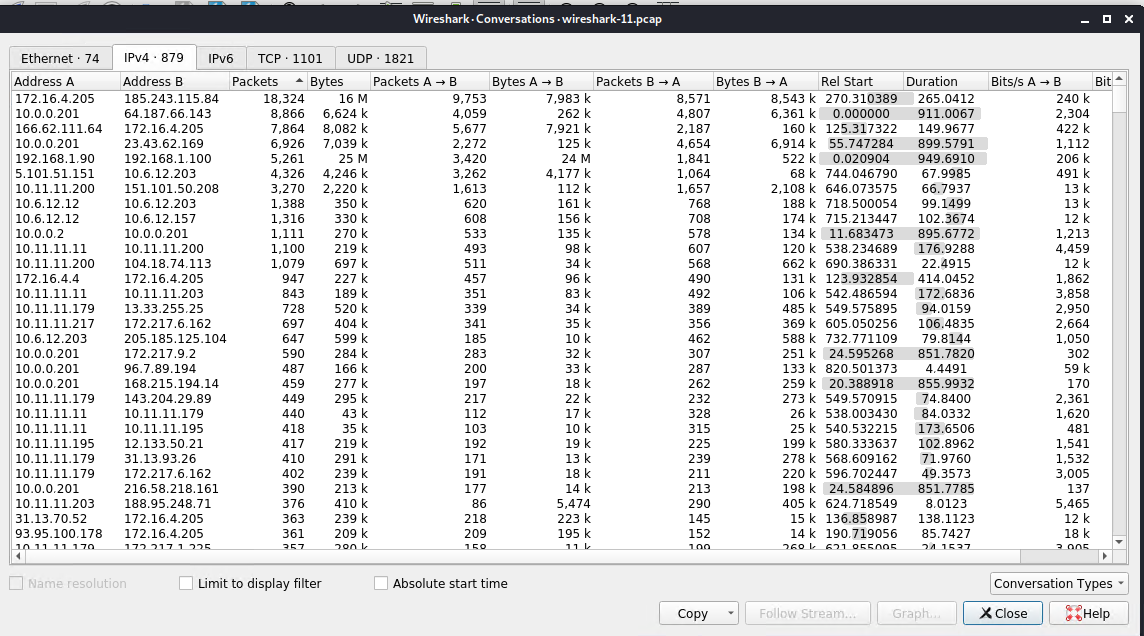 Wireshark · Conversations · wireshark-11.pcap
Ethernet · 74 IPv4 · 879 IPv6 TCP · 1101 UDP · 1821
Address A Address B Packets Bytes Packets A → B Bytes A → B Packets B → A Bytes B → A Rel Start Duration Bits/s A → B Bit
172.16.4.205 185.243.115.84 18,324 16 M 9,753 7,983 k 8,571 8,543 k 270.310389 265.0412 240 k
10.0.0.201 64.187.66.143 8,866 6,624 k 4,059 262 k 4,807 6,361 k 0.000000 911.0067 2,304
166.62.111.64 172.16.4.205 7,864 8,082 k 5,677 7,921 k 2,187 160 k 125.317322 149.9677 422 k
10.0.0.201 23.43.62.169 6,926 7,039 k 2,272 125 k 4,654 6,914 k 55.747284 899.5791 1,112
192.168.1.90 192.168.1.100 5,261 25 M 3,420 24 M 1,841 522 k 0.020904 949.6910 206 k
5.101.51.151 10.6.12.203 4,326 4,246 k 3,262 4,177 k 1,064 68 k 744.046790 67.9985 491 k
10.11.11.200 151.101.50.208 3,270 2,220 k 1,613 112 k 1,657 2,108 k 646.073575 66.7937 13 k
10.6.12.12 10.6.12.203 1,388 350 k 620 161 k 768 188 k 718.500054 99.1499 13 k
10.6.12.12 10.6.12.157 1,316 330 k 608 156 k 708 174 k 715.213447 102.3674 12 k
10.0.0.2 10.0.0.201 1,111 270 k 533 135 k 578 134 k 11.683473 895.6772 1,213
10.11.11.11 10.11.11.200 1,100 219 k 493 98 k 607 120 k 538.234689 176.9288 4,459
10.11.11.200 104.18.74.113 1,079 697 k 511 34 k 568 662 k 690.386331 22.4915 12 k
172.16.4.4 172.16.4.205 947 227 k 457 96 k 490 131 k 123.932854 414.0452 1,862
10.11.11.11 10.11.11.203 843 189 k 351 83 k 492 106 k 542.486594 172.6836 3,858
10.11.11.179 13.33.255.25 728 520 k 339 34 k 389 485 k 549.575895 94.0159 2,950
10.11.11.217 172.217.6.162 697 404 k 341 35 k 356 369 k 605.050256 106.4835 2,664
10.6.12.203 205.185.125.104 647 599 k 185 10 k 462 588 k 732.771109 79.8144 1,050
10.0.0.201 172.217.9.2 590 284 k 283 32 k 307 251 k 24.595268 851.7820 302
10.0.0.201 96.7.89.194 487 166 k 200 33 k 287 133 k 820.501373 4.4491 59 k
10.0.0.201 168.215.194.14 459 277 k 197 18 k 262 259 k 20.388918 855.9932 170
10.11.11.179 143.204.29.89 449 295 k 217 22 k 232 273 k 549.570915 74.8400 2,361
10.11.11.11 10.11.11.179 440 43 k 112 17 k 328 26 k 538.003430 84.0332 1,620
10.11.11.11 10.11.11.195 418 35 k 103 10 k 315 25 k 540.532215 173.6506 481
10.11.11.195 12.133.50.21 417 219 k 192 19 k 225 199 k 580.333637 102.8962 1,541
10.11.11.179 31.13.93.26 410 291 k 171 13 k 239 278 k 568.609162 71.9760 1,532
10.11.11.179 172.217.6.162 402 239 k 191 18 k 211 220 k 596.702447 49.3573 3,005
10.0.0.201 216.58.218.161 390 213 k 177 14 k 213 198 k 24.584896 851.7785 137
10.11.11.203 188.95.248.71 376 410 k 86 5,474 290 405 k 624.718549 8.0123 5,465
31.13.70.52 172.16.4.205 363 239 k 218 223 k 145 15 k 136.858987 138.1123 12 k
93.95.100.178 172.16.4.205 361 209 k 209 195 k 152 14 k 190.719056 85.7427 18 k
10.11.11.179 172.217.1.225 357 280 k 158 11 k 199 268 k 621.855095 24.1537 3,905
Name resolution Limit to display filter Absolute start time Conversation Types
Copy Follow Stream... Graph... Close Help